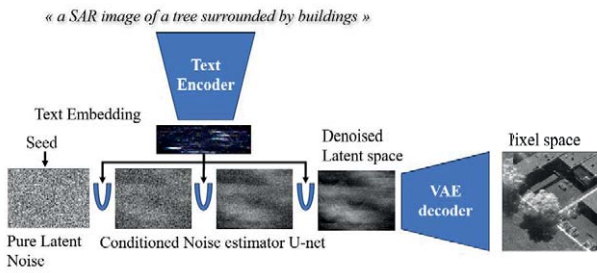 « a SAR image of a tree surrounded by buildings »
Text
Encoder
Text Embedding
Seed
Denoised
Latent space
Pixel space
VAE
decoder
Pure Latent
Noise
Conditioned Noise estimator U-net